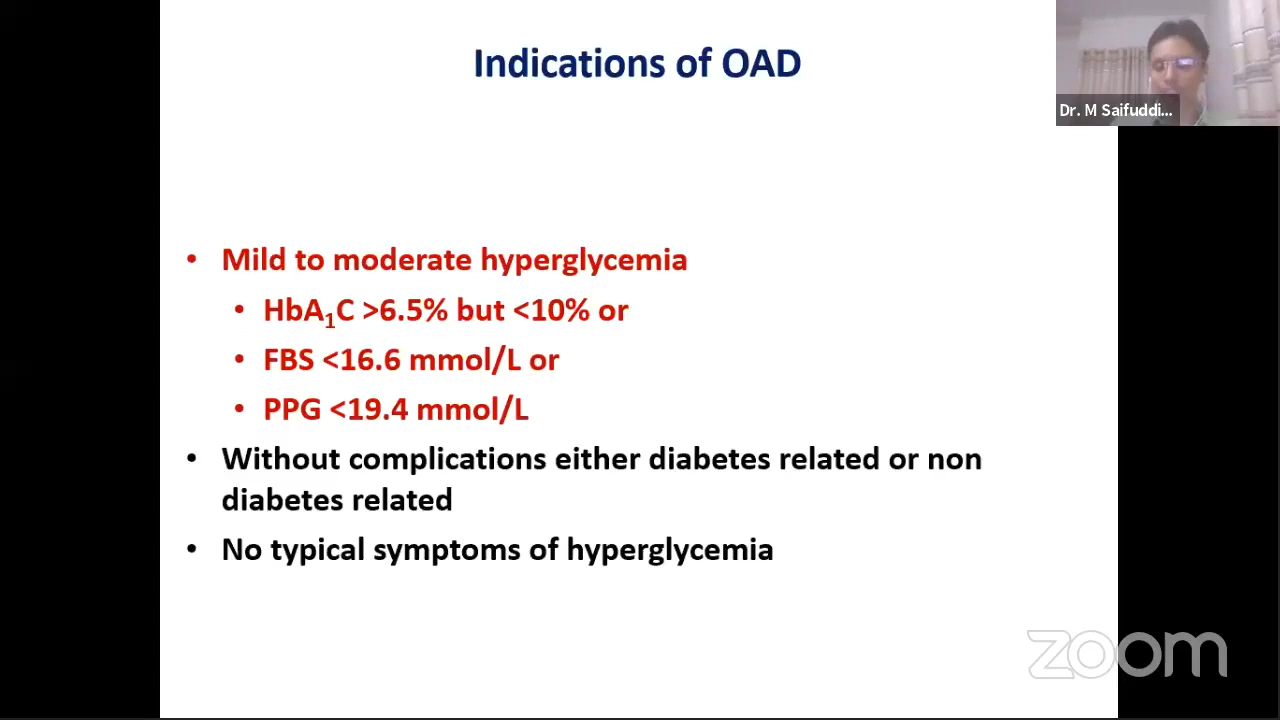 Indications of OAD
Dr. M Saifuddi...
• Mild to moderate hyperglycemia
• HbA1C >6.5% but <10% or
• FBS <16.6 mmol/L or
• PPG <19.4 mmol/L
• Without complications either diabetes related or non
diabetes related
• No typical symptoms of hyperglycemia
zoom